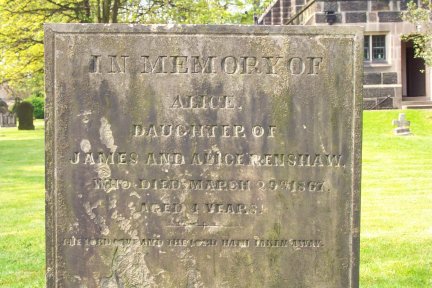 IN MEMORY OF
ALICE,
DAUGHTER OF
JAMES AND ALICE RENSHAW,
WHO DIED MARCH 29TH 1867,
AGED 4 YEARS.
THE LORD AND THE LORD HATH TAKEN AWAY